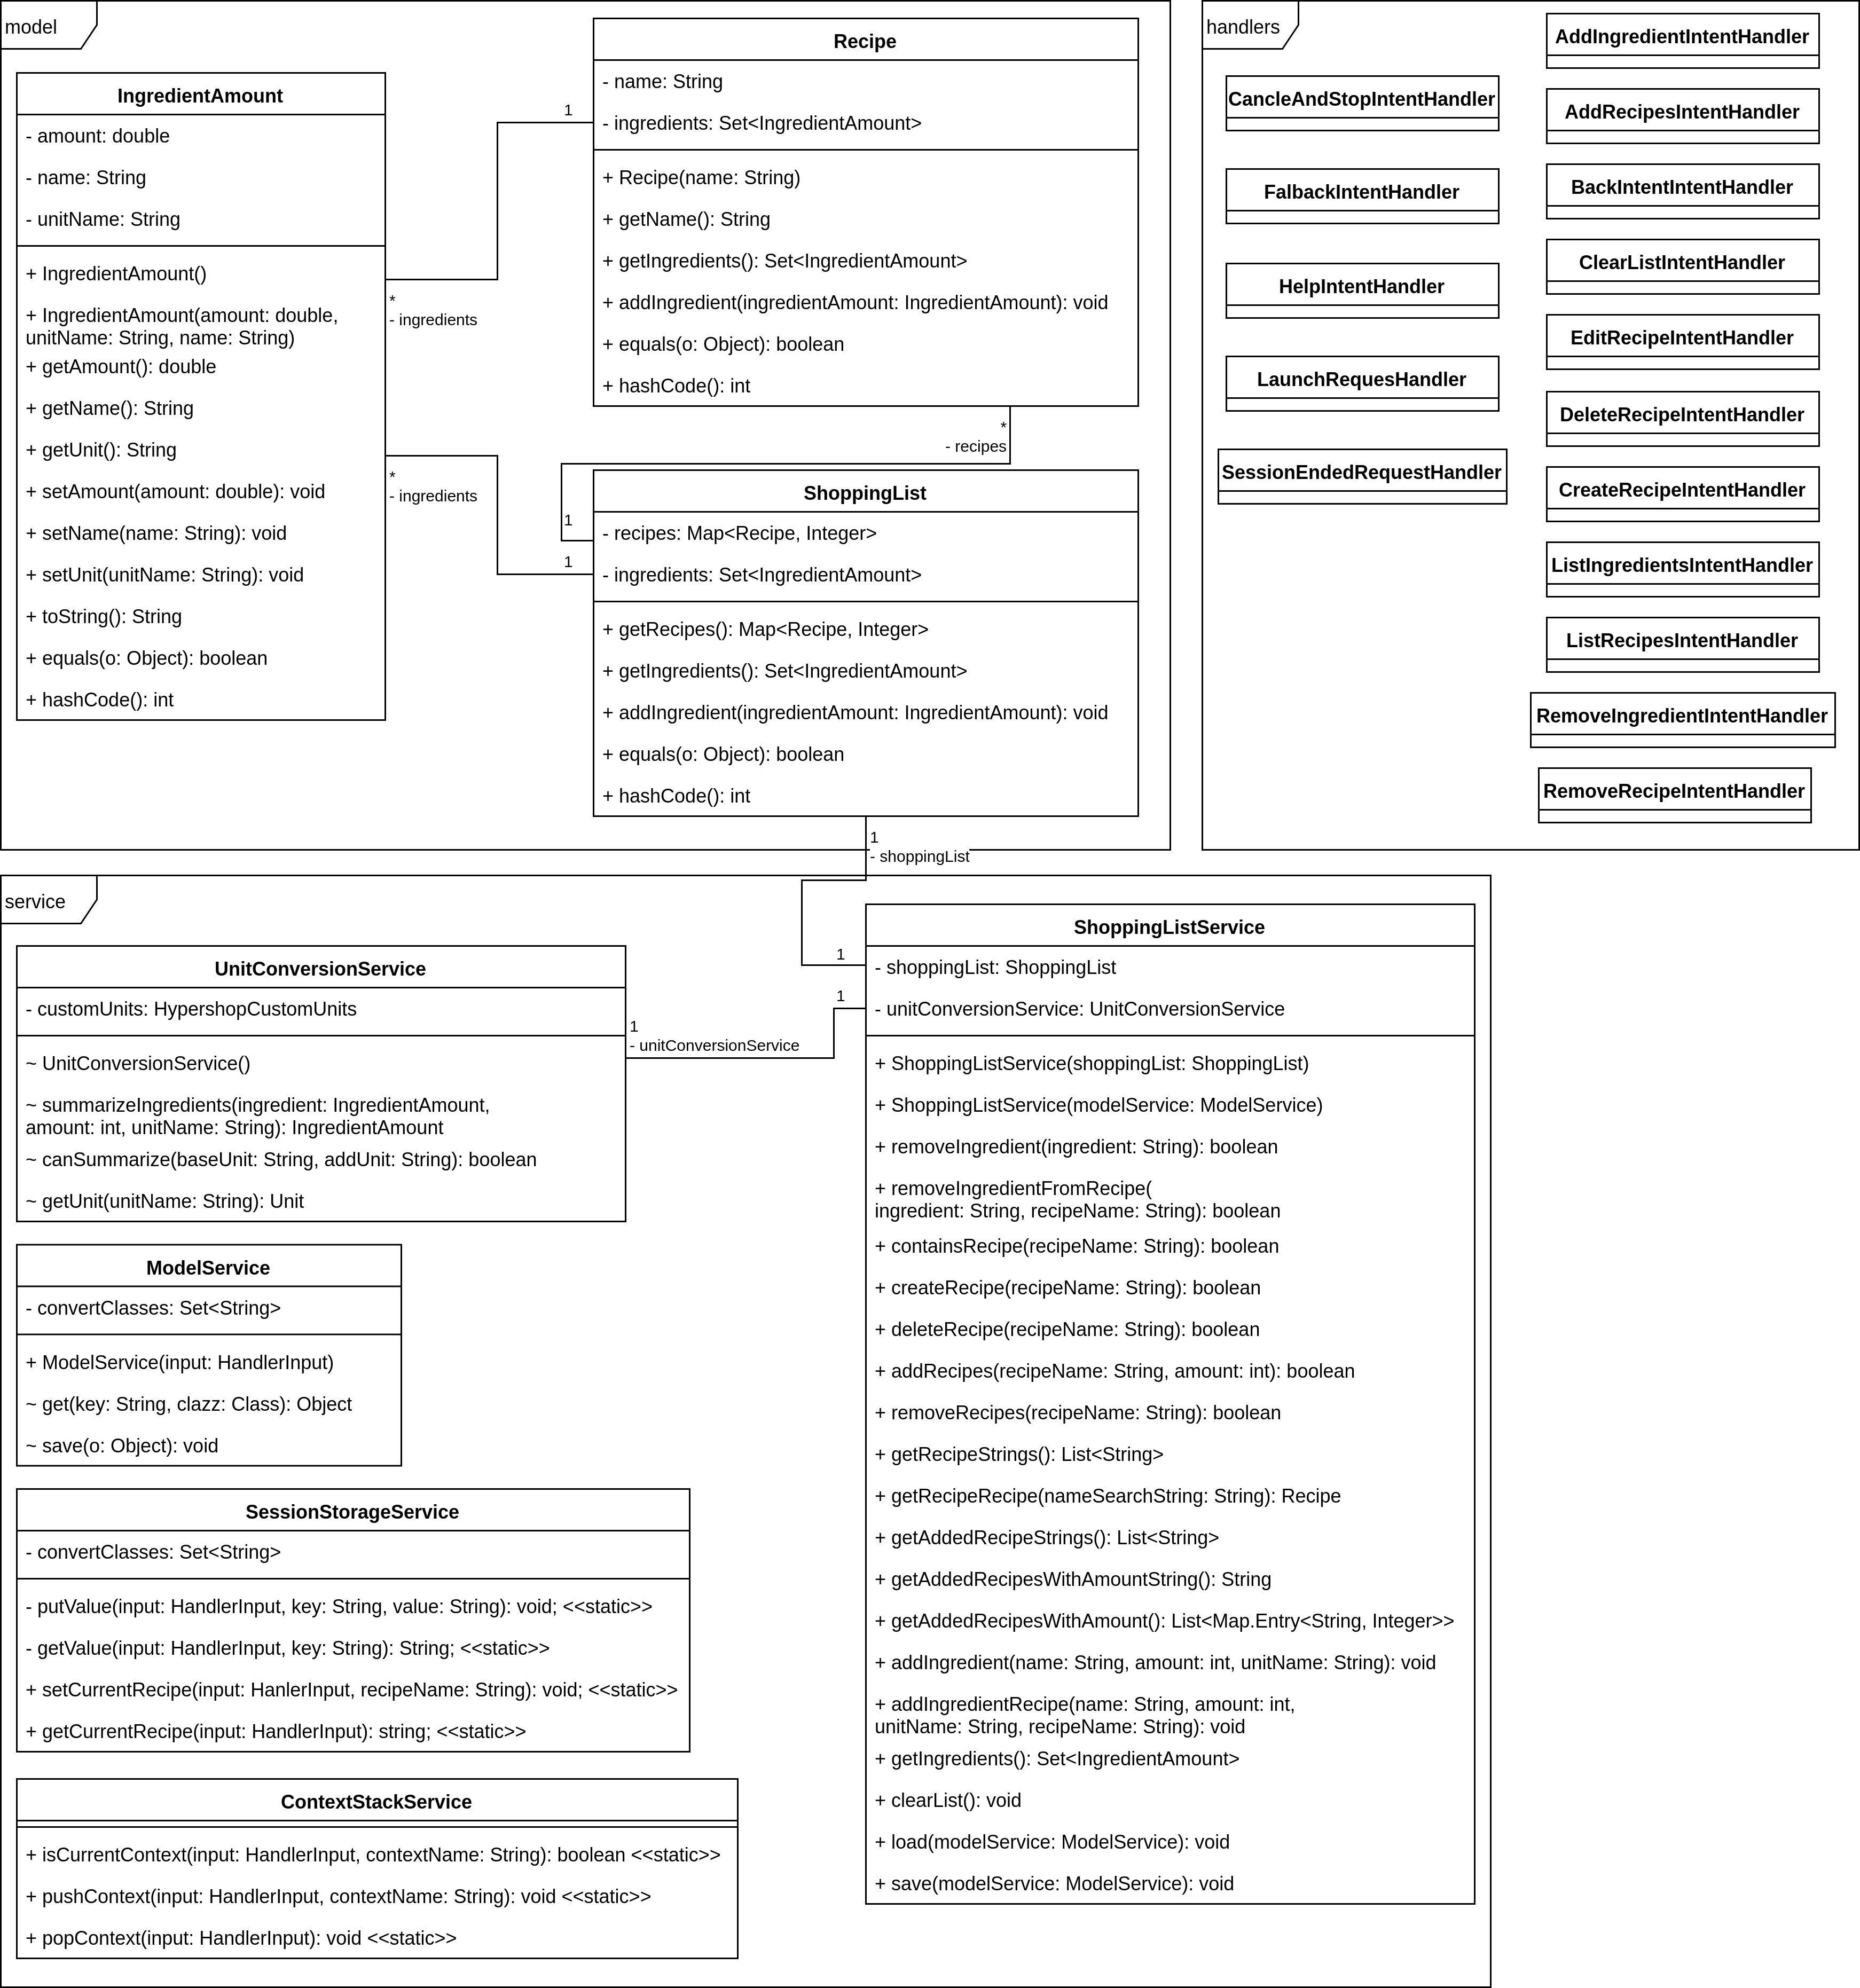 model
IngredientAmount
- amount: double
- name: String
- unitName: String
+ IngredientAmount()
+ IngredientAmount(amount: double,
unitName: String, name: String)
+ getAmount(): double
+ getName(): String
+ getUnit(): String
+ setAmount(amount: double): void
+ setName(name: String): void
+ setUnit(unitName: String): void
+ toString(): String
+ equals(o: Object): boolean
+ hashCode(): int
1
*
- ingredients
*
- ingredients
1
Recipe
- name: String
- ingredients: Set<IngredientAmount>
+ Recipe(name: String)
+ getName(): String
+ getIngredients(): Set<IngredientAmount>
+ addIngredient(ingredientAmount: IngredientAmount): void
+ equals(o: Object): boolean
+ hashCode(): int
*
- recipes
1
ShoppingList
- recipes: Map<Recipe, Integer>
- ingredients: Set<IngredientAmount>
+ getRecipes(): Map<Recipe, Integer>
+ getIngredients(): Set<IngredientAmount>
+ addIngredient(ingredientAmount: IngredientAmount): void
+ equals(o: Object): boolean
+ hashCode(): int
1
- shoppingList
handlers
CancleAndStopIntentHandler
FalbackIntentHandler
HelpIntentHandler
LaunchRequesHandler
SessionEndedRequestHandler
AddIngredientIntentHandler
AddRecipesIntentHandler
BackIntentIntentHandler
ClearListIntentHandler
EditRecipeIntentHandler
DeleteRecipeIntentHandler
CreateRecipeIntentHandler
ListIngredientsIntentHandler
ListRecipesIntentHandler
RemoveIngredientIntentHandler
RemoveRecipeIntentHandler
service
UnitConversionService
- customUnits: HypershopCustomUnits
~ UnitConversionService()
~ summarizeIngredients(ingredient: IngredientAmount,
amount: int, unitName: String): IngredientAmount
~ canSummarize(baseUnit: String, addUnit: String): boolean
~ getUnit(unitName: String): Unit
1
- unitConversionService
1
1
ModelService
- convertClasses: Set<String>
+ ModelService(input: HandlerInput)
~ get(key: String, clazz: Class): Object
~ save(o: Object): void
SessionStorageService
- convertClasses: Set<String>
- putValue(input: HandlerInput, key: String, value: String): void; <<static>>
- getValue(input: HandlerInput, key: String): String; <<static>>
+ setCurrentRecipe(input: HanlerInput, recipeName: String): void; <<static>>
+ getCurrentRecipe(input: HandlerInput): string; <<static>>
ContextStackService
+ isCurrentContext(input: HandlerInput, contextName: String): boolean <<static>>
+ pushContext(input: HandlerInput, contextName: String): void <<static>>
+ popContext(input: HandlerInput): void <<static>>
ShoppingListService
- shoppingList: ShoppingList
- unitConversionService: UnitConversionService
+ ShoppingListService(shoppingList: ShoppingList)
+ ShoppingListService(modelService: ModelService)
+ removeIngredient(ingredient: String): boolean
+ removeIngredientFromRecipe(
ingredient: String, recipeName: String): boolean
+ containsRecipe(recipeName: String): boolean
+ createRecipe(recipeName: String): boolean
+ deleteRecipe(recipeName: String): boolean
+ addRecipes(recipeName: String, amount: int): boolean
+ removeRecipes(recipeName: String): boolean
+ getRecipeStrings(): List<String>
+ getRecipeRecipe(nameSearchString: String): Recipe
+ getAddedRecipeStrings(): List<String>
+ getAddedRecipesWithAmountString(): String
+ getAddedRecipesWithAmount(): List<Map.Entry<String, Integer>>
+ addIngredient(name: String, amount: int, unitName: String): void
+ addIngredientRecipe(name: String, amount: int,
unitName: String, recipeName: String): void
+ getIngredients(): Set<IngredientAmount>
+ clearList(): void
+ load(modelService: ModelService): void
+ save(modelService: ModelService): void